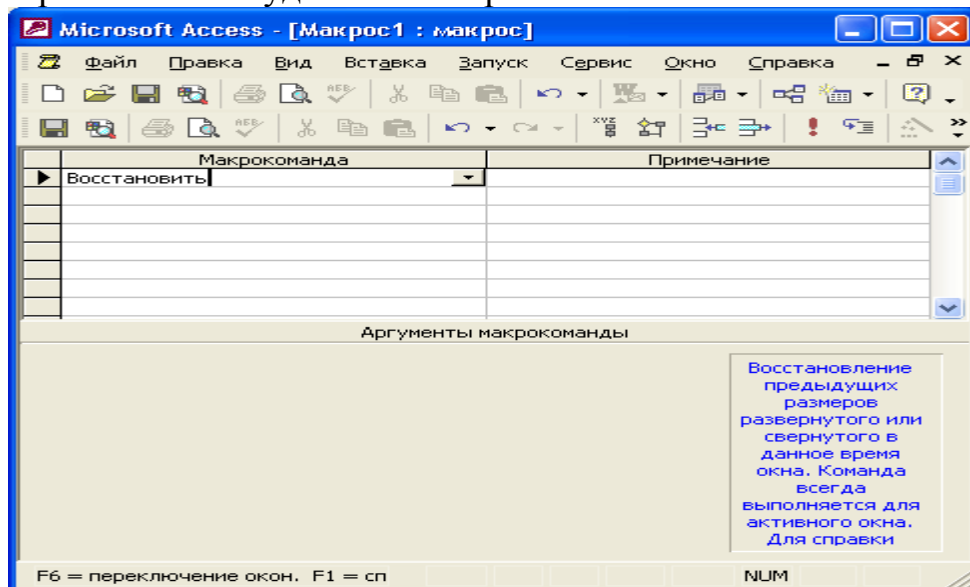 Microsoft Access - [Макрос1 : макрос]
Файл Правка Вид Вставка Запуск Сервис Окно Справка
Макрокоманда Примечание
Восстановить
Аргументы макрокоманды
Восстановление
предыдущих
размеров
развернутого или
свернутого в
данное время
окна. Команда
всегда
выполняется для
активного окна.
Для справки
F6 = переключение окон. F1 = сп NUM